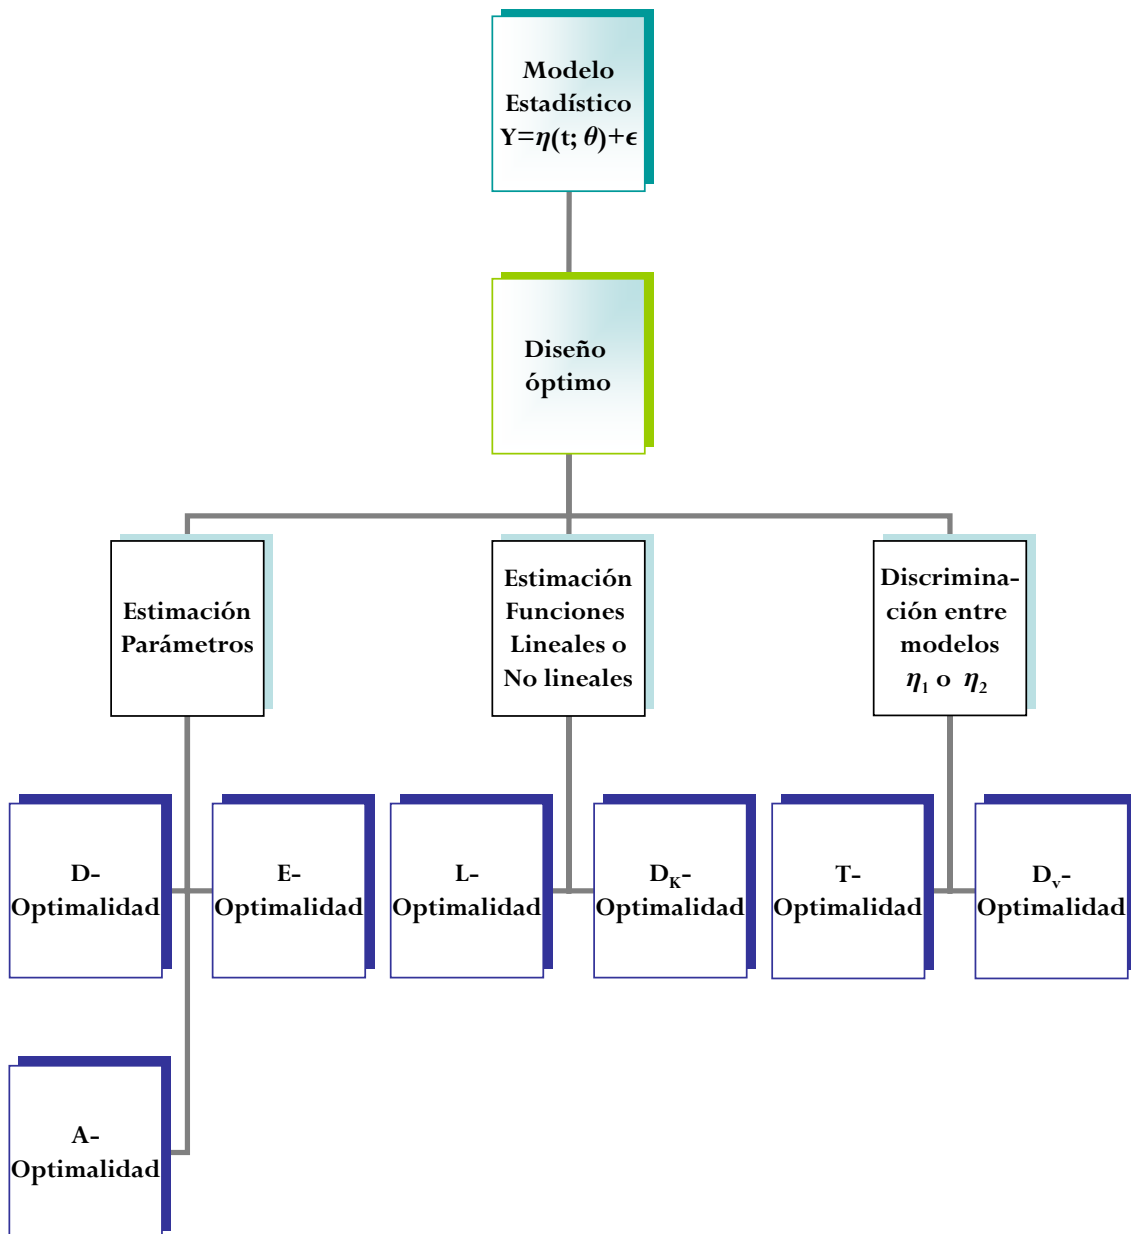 Modelo
Estadístico
Y=η(t; θ)+ϵ
Diseño
óptimo
Estimación
Parámetros
Estimación
Funciones
Lineales o
No lineales
Discrimina-
ción entre
modelos
η₁ o η₂
D-
Optimalidad
E-
Optimalidad
L-
Optimalidad
D_K-
Optimalidad
T-
Optimalidad
Dᵥ-
Optimalidad
A-
Optimalidad